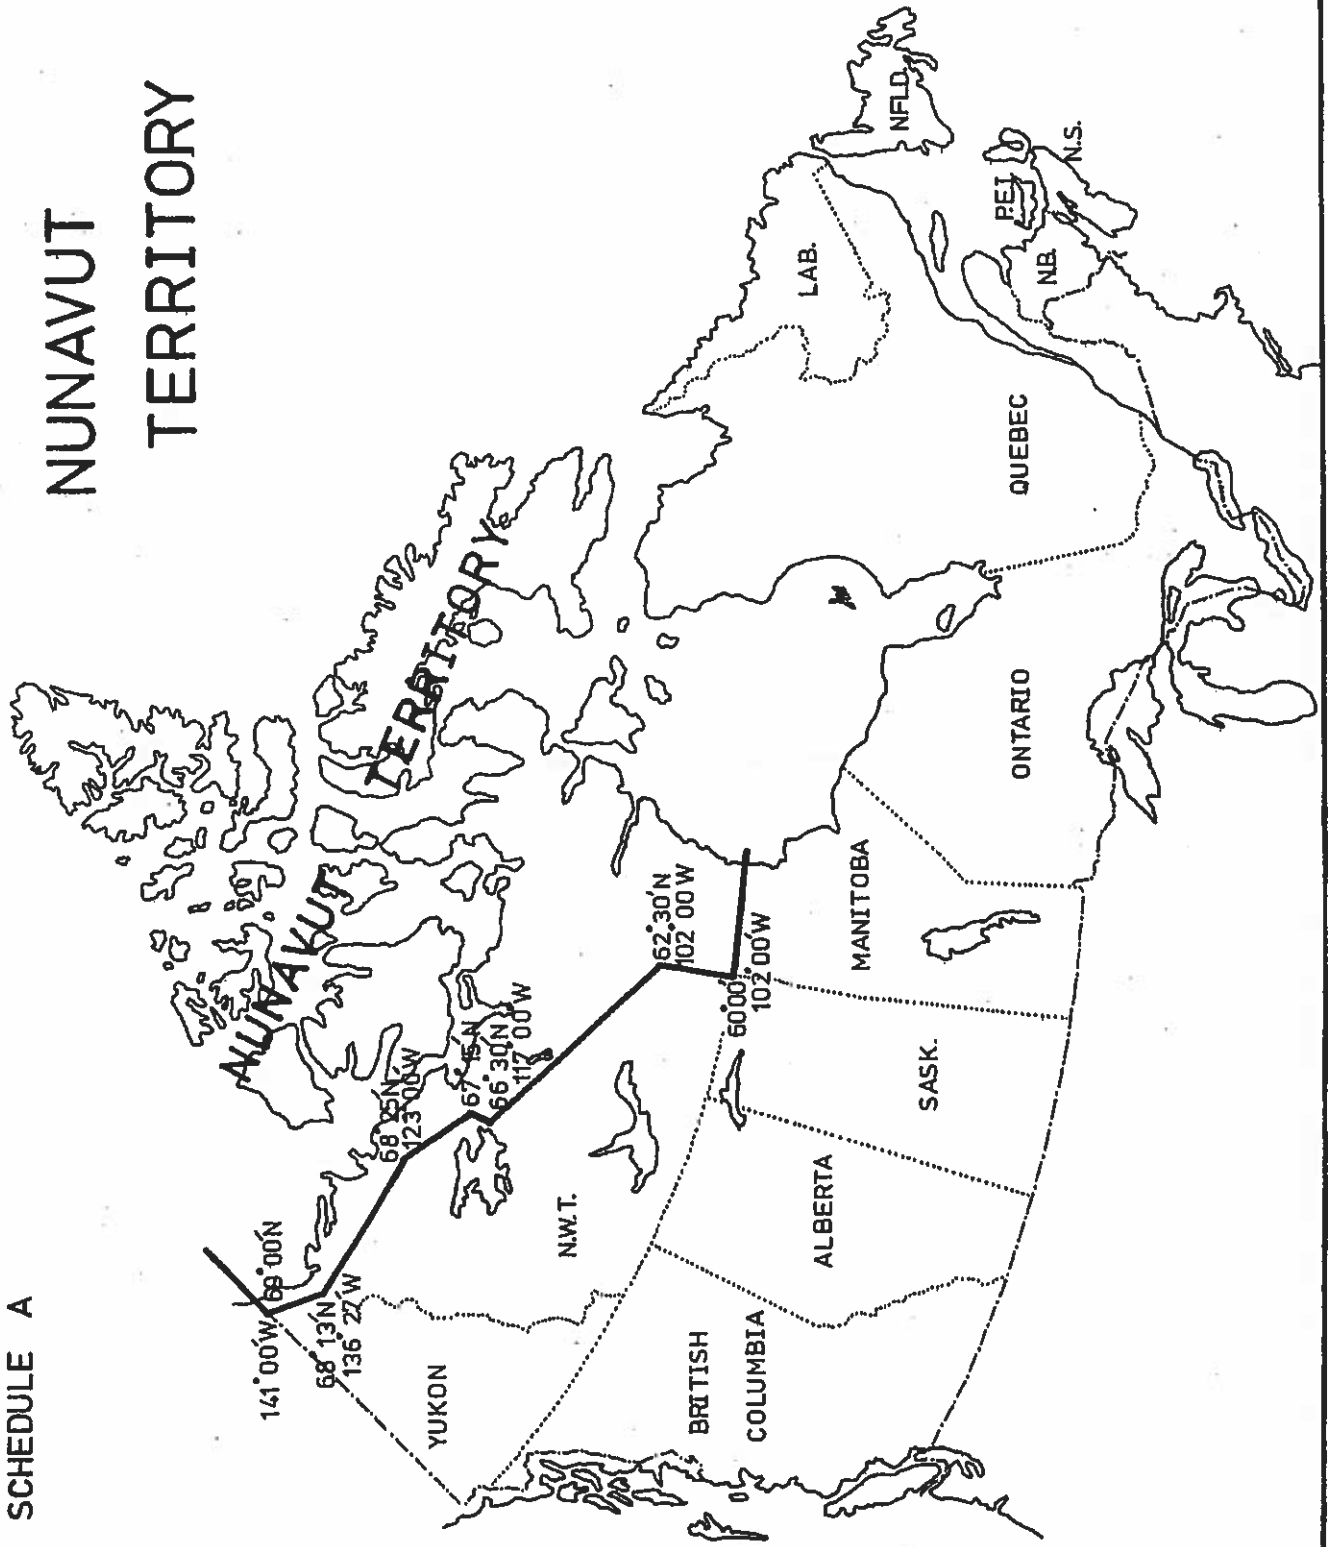 SCHEDULE A
NUNAVUT
TERRITORY
NUNAVUT TERRITORY
141°00'W
69°00'N
68°13'N
136°27'W
68°25'N
123°00'W
67°15'N
66°30'N
117°00'W
62°30'N
102°00'W
60°00'
102°00'W
YUKON
N.W.T.
BRITISH
COLUMBIA
ALBERTA
SASK.
MANITOBA
ONTARIO
QUEBEC
LAB.
NFLD.
P.E.I.
N.B.
N.S.